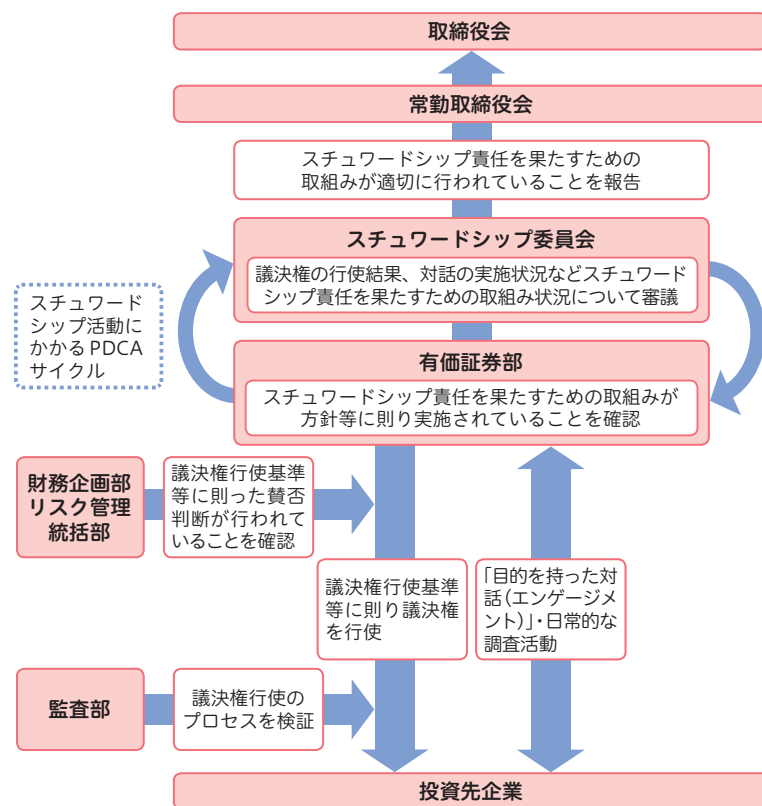 取締役会
常勤取締役会
スチュワードシップ責任を果たすための
取組みが適切に行われていることを報告
スチュワードシップ委員会
議決権の行使結果、対話の実施状況などスチュワード
シップ責任を果たすための取組み状況について審議
スチュワード
シップ活動に
かかるPDCA
サイクル
有価証券部
スチュワードシップ責任を果たすための取組みが
方針等に則り実施されていることを確認
財務企画部
リスク管理
統括部
議決権行使基準
等に則った賛否
判断が行われて
いることを確認
議決権行使基準
等に則り議決権
を行使
「目的を持った対
話(エンゲージメ
ント)」・日常的な
調査活動
監査部
議決権行使の
プロセスを検証
投資先企業